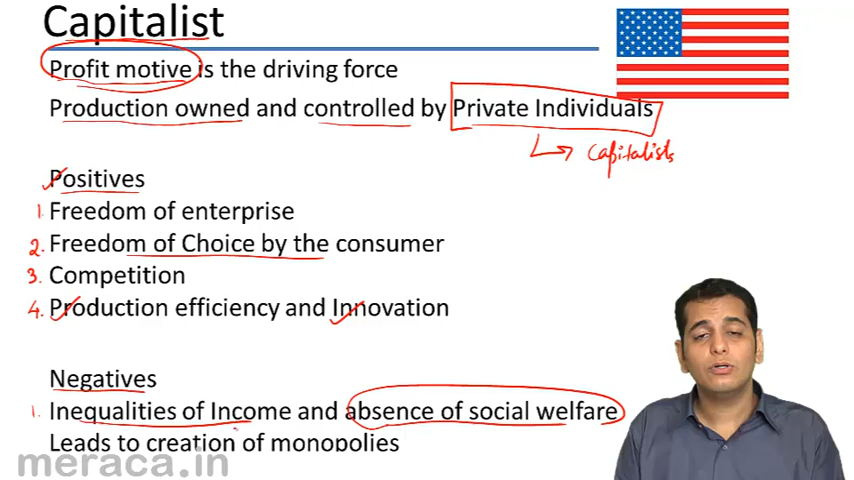 Capitalist
Profit motive is the driving force
Production owned and controlled by Private Individuals
Capitalists
Positives
1. Freedom of enterprise
2. Freedom of Choice by the consumer
3. Competition
4. Production efficiency and Innovation
Negatives
1. Inequalities of Income and absence of social welfare
Leads to creation of monopolies
meraca.in